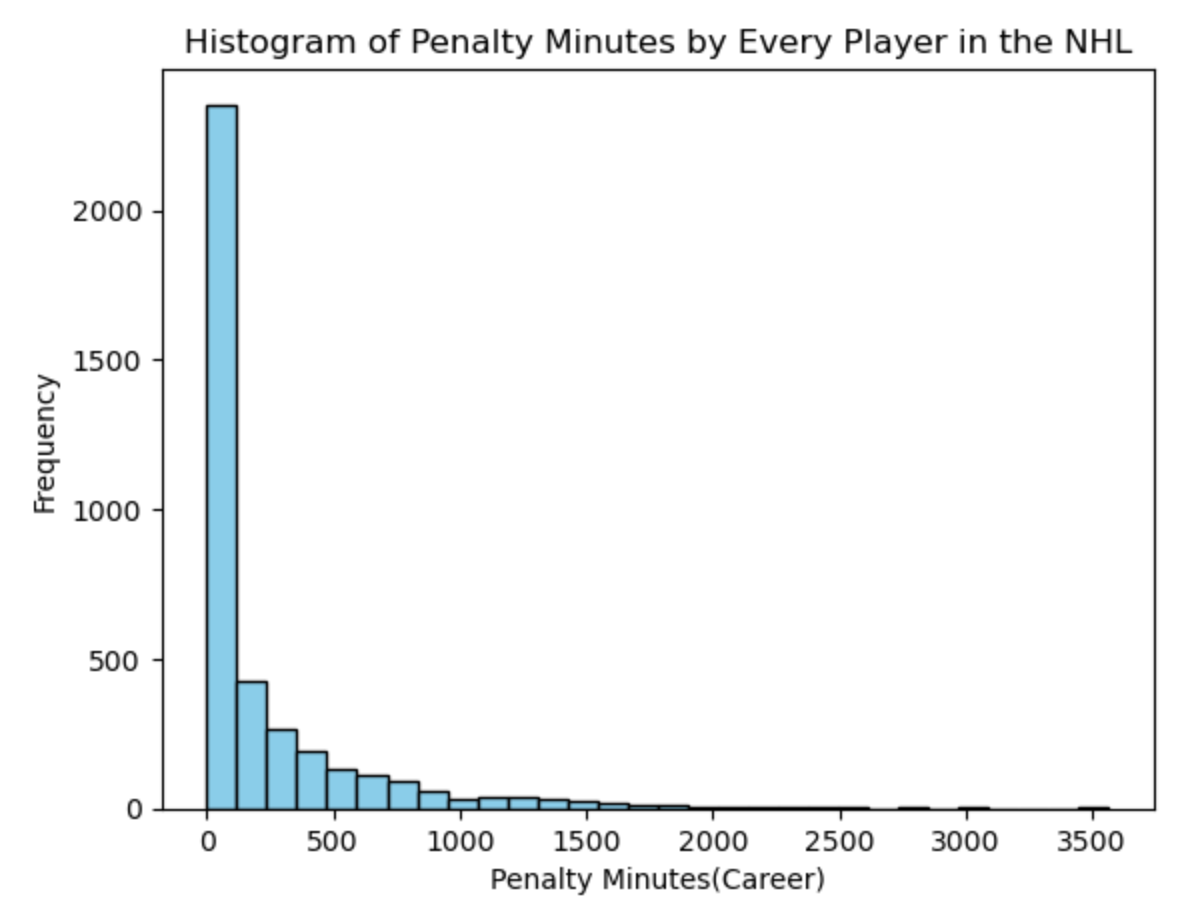 Histogram of Penalty Minutes by Every Player in the NHL
Frequency
2000
1500
1000
500
0
0 500 1000 1500 2000 2500 3000 3500
Penalty Minutes(Career)